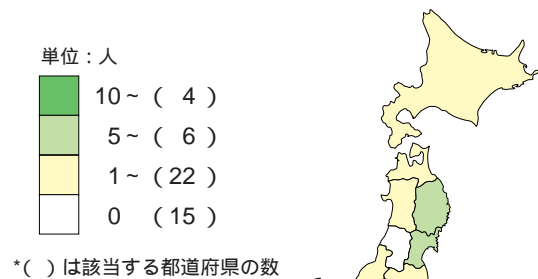 単位：人
10～（ 4 ）
5～（ 6 ）
1～（22 ）
0 （15 ）
*（ ）は該当する都道府県の数